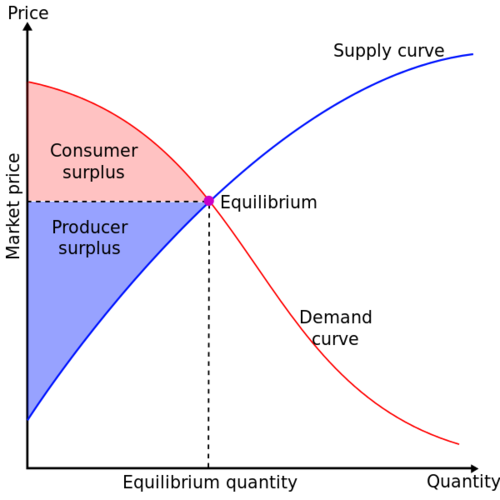 Price
Supply curve
Consumer
surplus
Market price
Equilibrium
Producer
surplus
Demand
curve
Equilibrium quantity
Quantity